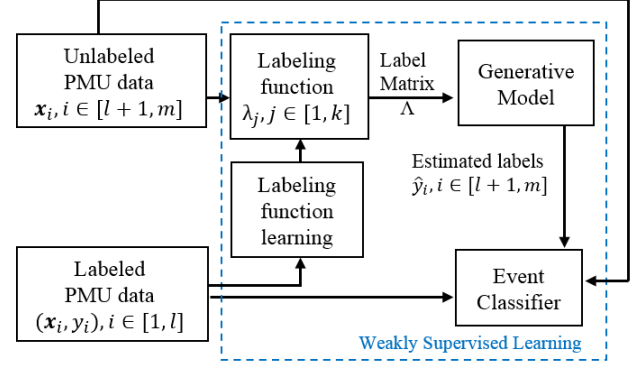 Unlabeled
PMU data
𝒙ᵢ, i ∈ [l + 1, m]
Labeling
function
λⱼ, j ∈ [1, k]
Label
Matrix
Λ
Generative
Model
Estimated labels
ŷᵢ, i ∈ [l + 1, m]
Labeling
function
learning
Labeled
PMU data
(𝒙ᵢ, yᵢ), i ∈ [1, l]
Event
Classifier
Weakly Supervised Learning